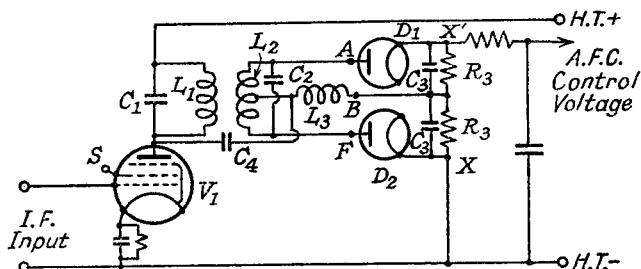 H.T.+
D1
X'
A
L2
C2
L1
C1
C3
R3
A.F.C.
Control
Voltage
L3
B
C4
F
C3
R3
S
V1
D2
X
I.F.
Input
H.T.-